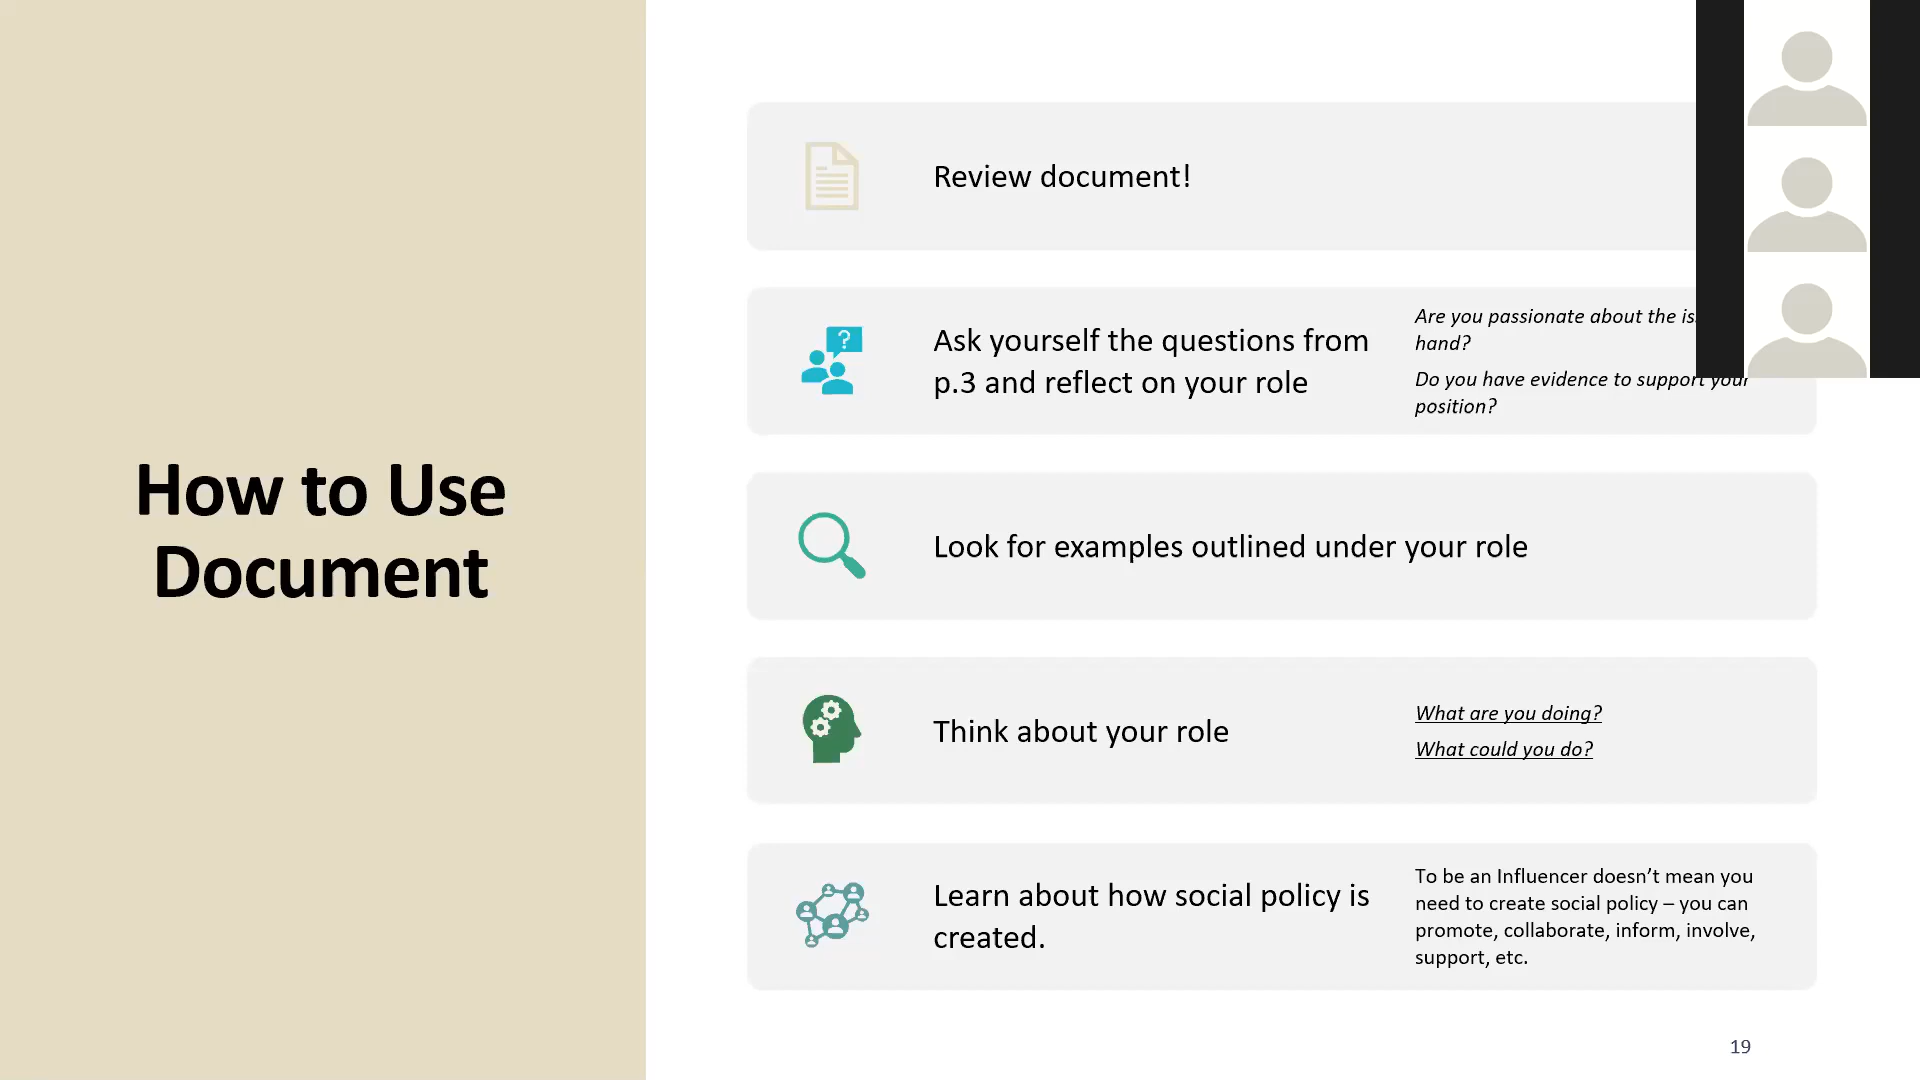 How to Use
Document
Review document!
Ask yourself the questions from
p.3 and reflect on your role
Are you passionate about the
hand?
Do you have evidence to support your
position?
Look for examples outlined under your role
Think about your role
What are you doing?
What could you do?
Learn about how social policy is
created.
To be an Influencer doesn’t mean you
need to create social policy – you can
promote, collaborate, inform, involve,
support, etc.
?
19